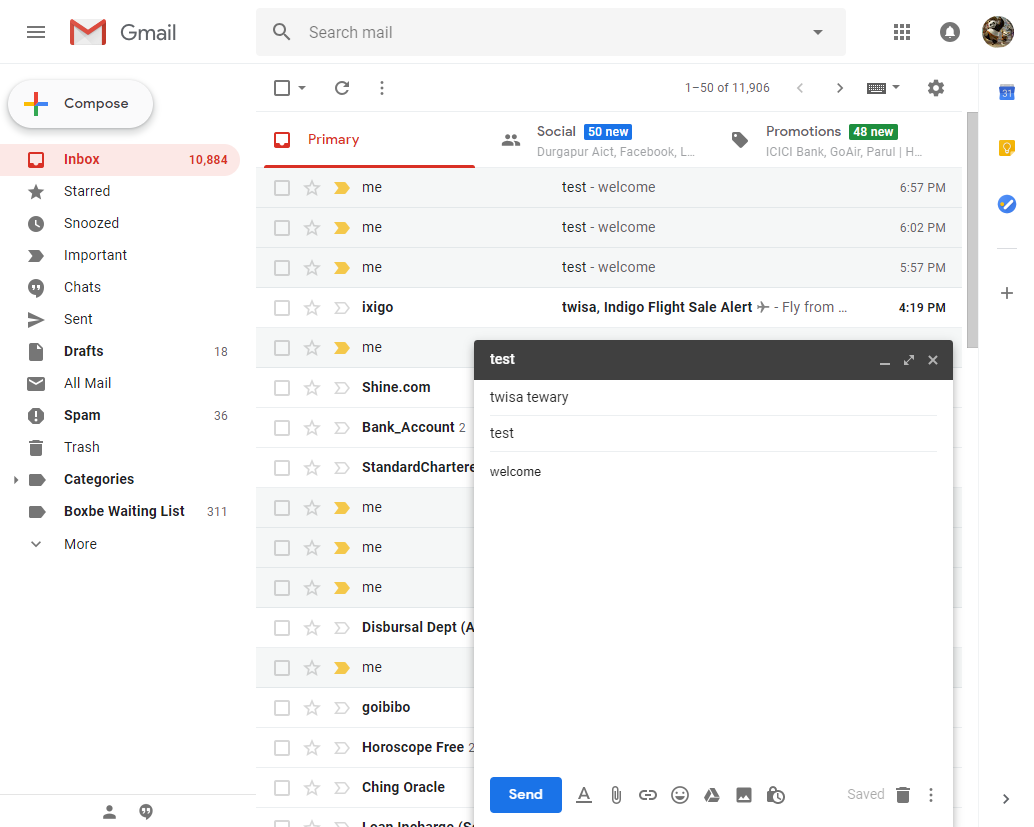 Gmail
Search mail
Compose
1–50 of 11,906
31
Inbox 10,884
Starred
Snoozed
Important
Chats
Sent
Drafts 18
All Mail
Spam 36
Trash
Categories
Boxbe Waiting List 311
More
Primary
Social 50 new
Durgapur Aict, Facebook, L...
Promotions 48 new
ICICI Bank, GoAir, Parul | H...
me test - welcome 6:57 PM
me test - welcome 6:02 PM
me test - welcome 5:57 PM
ixigo twisa, Indigo Flight Sale Alert ✈ - Fly from ... 4:19 PM
me
Shine.com
Bank_Account 2
StandardChartere
me
me
me
Disbursal Dept (A
me
goibibo
Horoscope Free 2
Ching Oracle
Loan Incharge (S
test
twisa tewary
test
welcome
Send
Saved